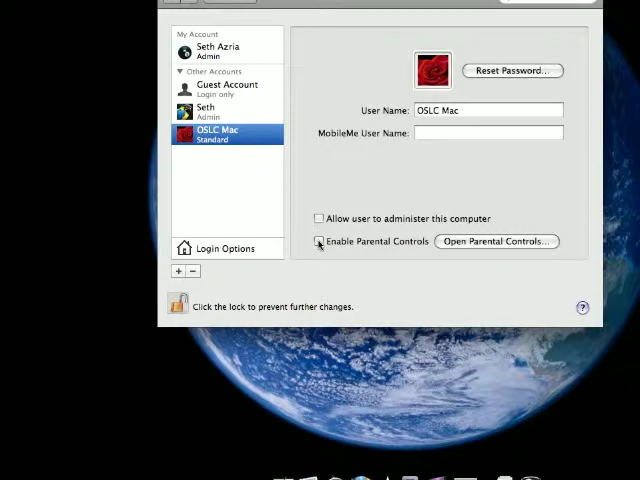 My Account
Seth Azria
Admin
Other Accounts
Guest Account
Login only
Seth
Admin
OSLC Mac
Standard
Login Options
+ −
Reset Password...
User Name: OSLC Mac
MobileMe User Name:
Allow user to administer this computer
Enable Parental Controls Open Parental Controls...
Click the lock to prevent further changes.
?